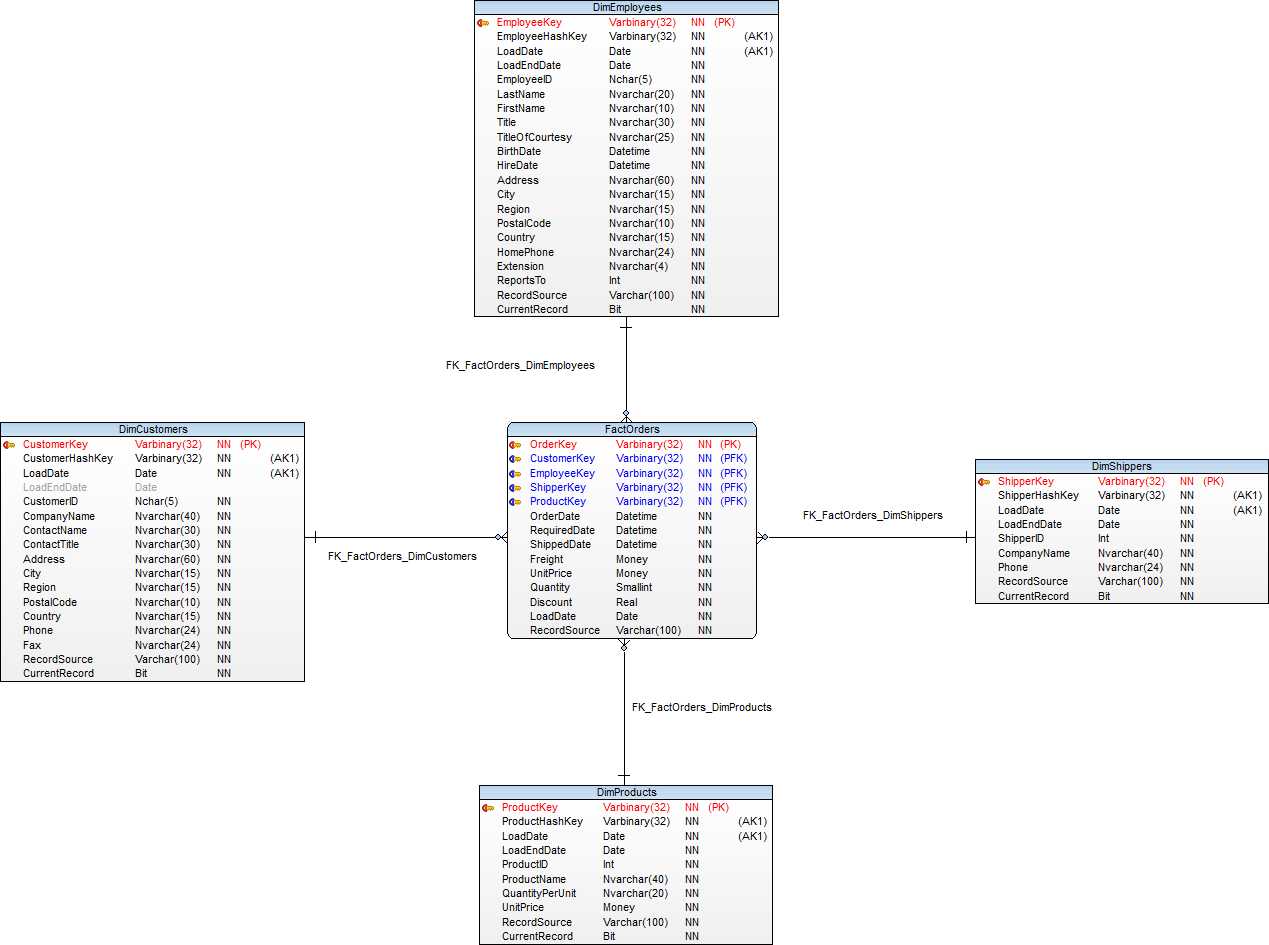 DimEmployees
EmployeeKey Varbinary(32) NN (PK)
EmployeeHashKey Varbinary(32) NN (AK1)
LoadDate Date NN (AK1)
LoadEndDate Date NN
EmployeeID Nchar(5) NN
LastName Nvarchar(20) NN
FirstName Nvarchar(10) NN
Title Nvarchar(30) NN
TitleOfCourtesy Nvarchar(25) NN
BirthDate Datetime NN
HireDate Datetime NN
Address Nvarchar(60) NN
City Nvarchar(15) NN
Region Nvarchar(15) NN
PostalCode Nvarchar(10) NN
Country Nvarchar(15) NN
HomePhone Nvarchar(24) NN
Extension Nvarchar(4) NN
ReportsTo Int NN
RecordSource Varchar(100) NN
CurrentRecord Bit NN
FK_FactOrders_DimEmployees
DimCustomers
CustomerKey Varbinary(32) NN (PK)
CustomerHashKey Varbinary(32) NN (AK1)
LoadDate Date NN (AK1)
LoadEndDate Date
CustomerID Nchar(5) NN
CompanyName Nvarchar(40) NN
ContactName Nvarchar(30) NN
ContactTitle Nvarchar(30) NN
Address Nvarchar(60) NN
City Nvarchar(15) NN
Region Nvarchar(15) NN
PostalCode Nvarchar(10) NN
Country Nvarchar(15) NN
Phone Nvarchar(24) NN
Fax Nvarchar(24) NN
RecordSource Varchar(100) NN
CurrentRecord Bit NN
FK_FactOrders_DimCustomers
FactOrders
OrderKey Varbinary(32) NN (PK)
CustomerKey Varbinary(32) NN (PFK)
EmployeeKey Varbinary(32) NN (PFK)
ShipperKey Varbinary(32) NN (PFK)
ProductKey Varbinary(32) NN (PFK)
OrderDate Datetime NN
RequiredDate Datetime NN
ShippedDate Datetime NN
Freight Money NN
UnitPrice Money NN
Quantity Smallint NN
Discount Real NN
LoadDate Date NN
RecordSource Varchar(100) NN
FK_FactOrders_DimShippers
DimShippers
ShipperKey Varbinary(32) NN (PK)
ShipperHashKey Varbinary(32) NN (AK1)
LoadDate Date NN (AK1)
LoadEndDate Date NN
ShipperID Int NN
CompanyName Nvarchar(40) NN
Phone Nvarchar(24) NN
RecordSource Varchar(100) NN
CurrentRecord Bit NN
FK_FactOrders_DimProducts
DimProducts
ProductKey Varbinary(32) NN (PK)
ProductHashKey Varbinary(32) NN (AK1)
LoadDate Date NN (AK1)
LoadEndDate Date NN
ProductID Int NN
ProductName Nvarchar(40) NN
QuantityPerUnit Nvarchar(20) NN
UnitPrice Money NN
RecordSource Varchar(100) NN
CurrentRecord Bit NN